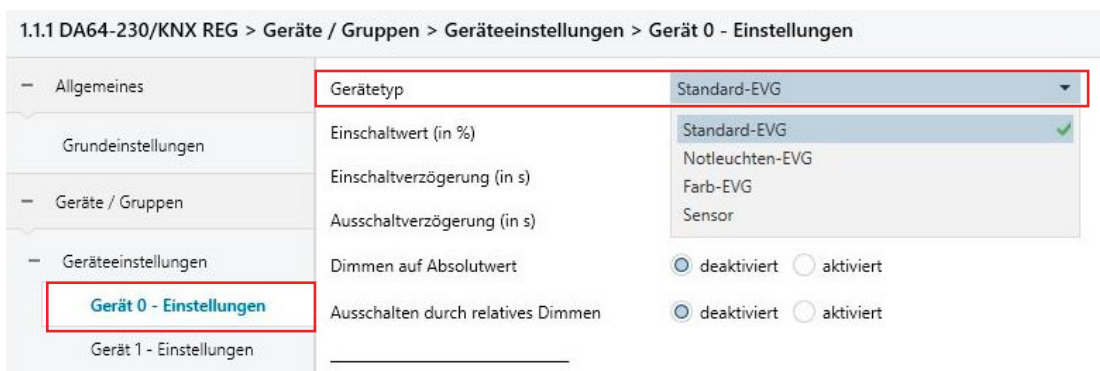 1.1.1 DA64-230/KNX REG > Geräte / Gruppen > Geräteeinstellungen > Gerät 0 - Einstellungen
Allgemeines
Grundeinstellungen
Geräte / Gruppen
Geräteeinstellungen
Gerät 0 - Einstellungen
Gerät 1 - Einstellungen
Gerätetyp
Standard-EVG
Einschaltwert (in %)
Standard-EVG
Notleuchten-EVG
Einschaltverzögerung (in s)
Farb-EVG
Ausschaltverzögerung (in s)
Sensor
Dimmen auf Absolutwert
deaktiviert aktiviert
Ausschalten durch relatives Dimmen
deaktiviert aktiviert